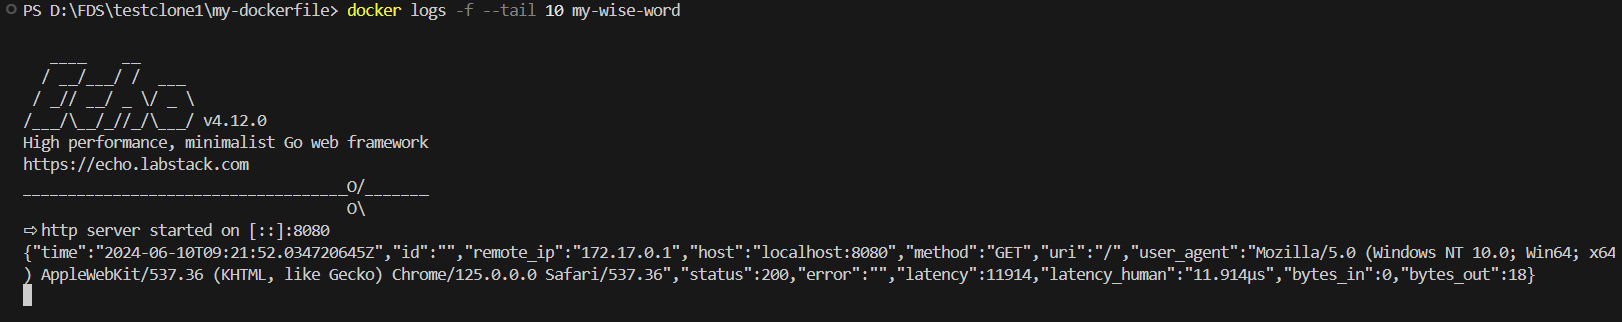 PS D:\FDS\testclone1\my-dockerfile> docker logs -f --tail 10 my-wise-word
   ____    __
  / __/___/ /  ___
 / _// __/ _ \/ _ \
/___/\__/_//_/\___/ v4.12.0
High performance, minimalist Go web framework
https://echo.labstack.com
____________________________________O/_______
                                    O\
⇨ http server started on [::]:8080
{"time":"2024-06-10T09:21:52.034720645Z","id":"","remote_ip":"172.17.0.1","host":"localhost:8080","method":"GET","uri":"/","user_agent":"Mozilla/5.0 (Windows NT 10.0; Win64; x64
) AppleWebKit/537.36 (KHTML, like Gecko) Chrome/125.0.0.0 Safari/537.36","status":200,"error":"","latency":11914,"latency_human":"11.914µs","bytes_in":0,"bytes_out":18}